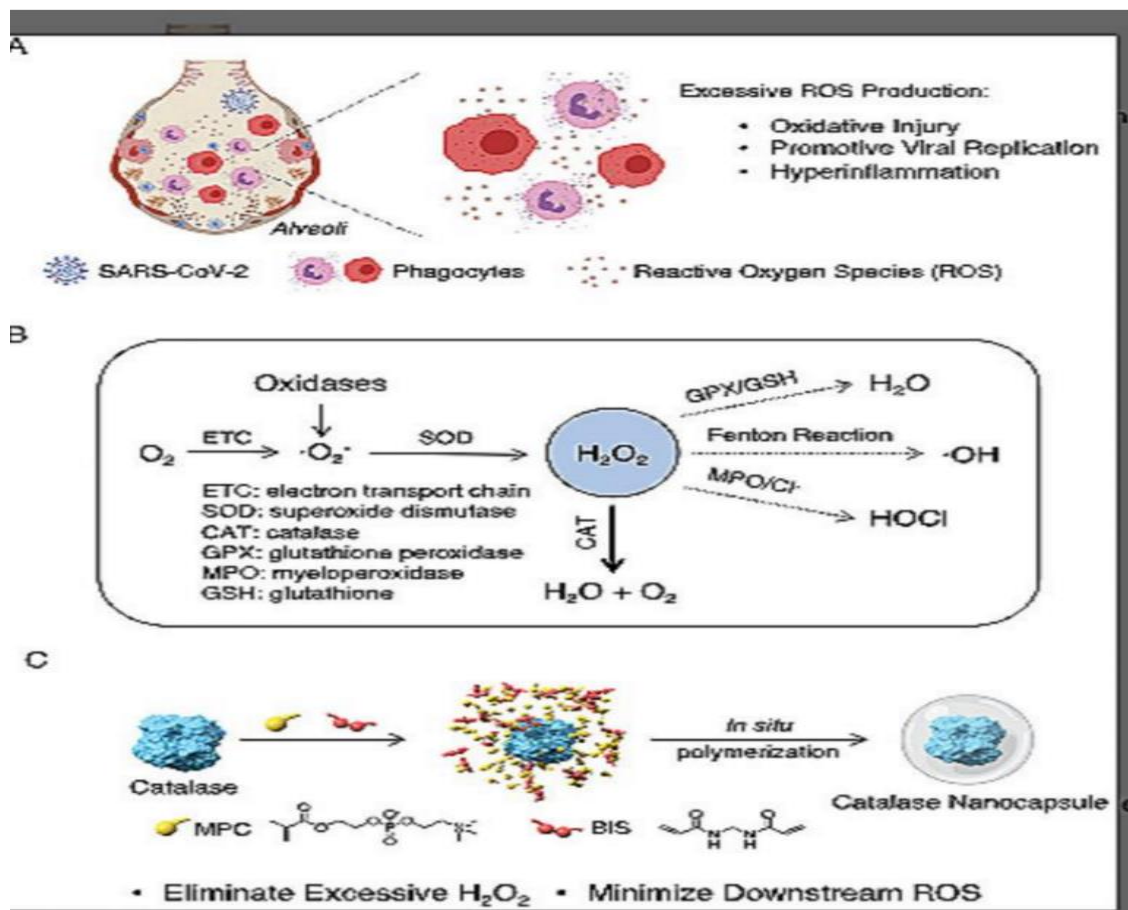 A
Excessive ROS Production:
• Oxidative Injury
• Promotive Viral Replication
• Hyperinflammation
Alveoli
SARS-CoV-2
Phagocytes
Reactive Oxygen Species (ROS)
B
Oxidases
O₂
ETC
·O₂⁻
SOD
H₂O₂
GPX/GSH
H₂O
Fenton Reaction
·OH
MPO/Cl-
HOCl
CAT
H₂O + O₂
ETC: electron transport chain
SOD: superoxide dismutase
CAT: catalase
GPX: glutathione peroxidase
MPO: myeloperoxidase
GSH: glutathione
C
Catalase
In situ
polymerization
Catalase Nanocapsule
MPC
BIS
• Eliminate Excessive H₂O₂ • Minimize Downstream ROS